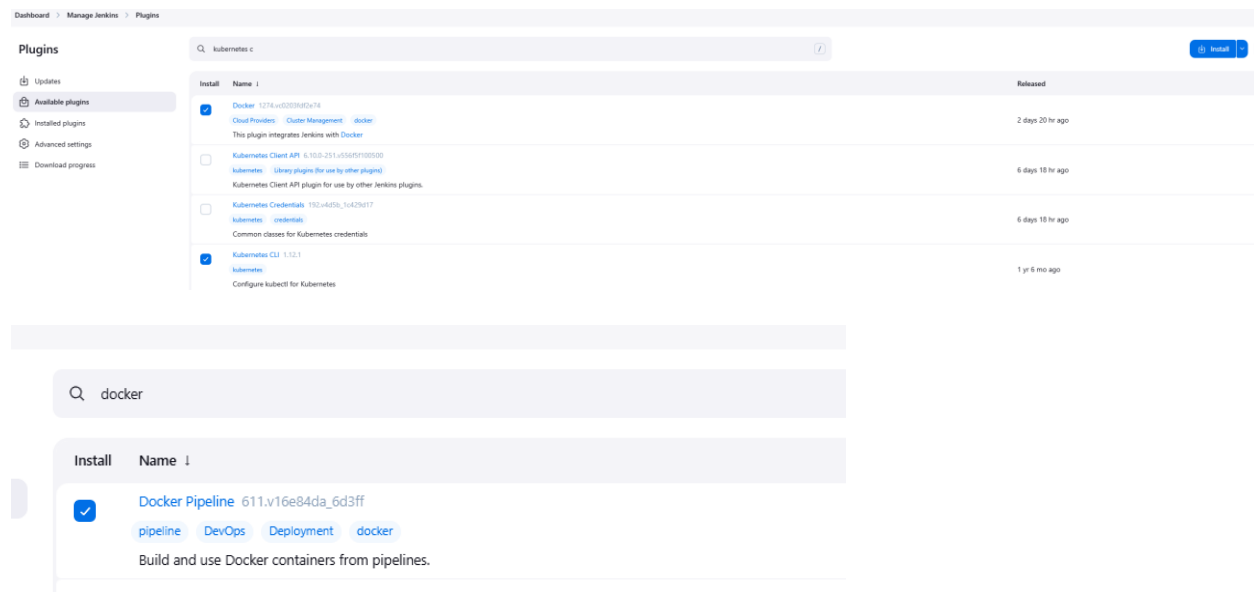 Dashboard > Manage Jenkins > Plugins
Plugins
kubernetes c
/
Install
Updates
Available plugins
Installed plugins
Advanced settings
Download progress
Install Name ↓ Released
Docker 1274.vc0203fdf2e74
Cloud Providers Cluster Management docker
This plugin integrates Jenkins with Docker
2 days 20 hr ago
Kubernetes Client API 6.10.0-251.v556f5f100500
kubernetes Library plugins (for use by other plugins)
Kubernetes Client API plugin for use by other Jenkins plugins.
6 days 18 hr ago
Kubernetes Credentials 192.v4d5b_1c429d17
kubernetes credentials
Common classes for Kubernetes credentials
6 days 18 hr ago
Kubernetes CLI 1.12.1
kubernetes
Configure kubectl for Kubernetes
1 yr 6 mo ago
docker
Install Name ↓
Docker Pipeline 611.v16e84da_6d3ff
pipeline DevOps Deployment docker
Build and use Docker containers from pipelines.